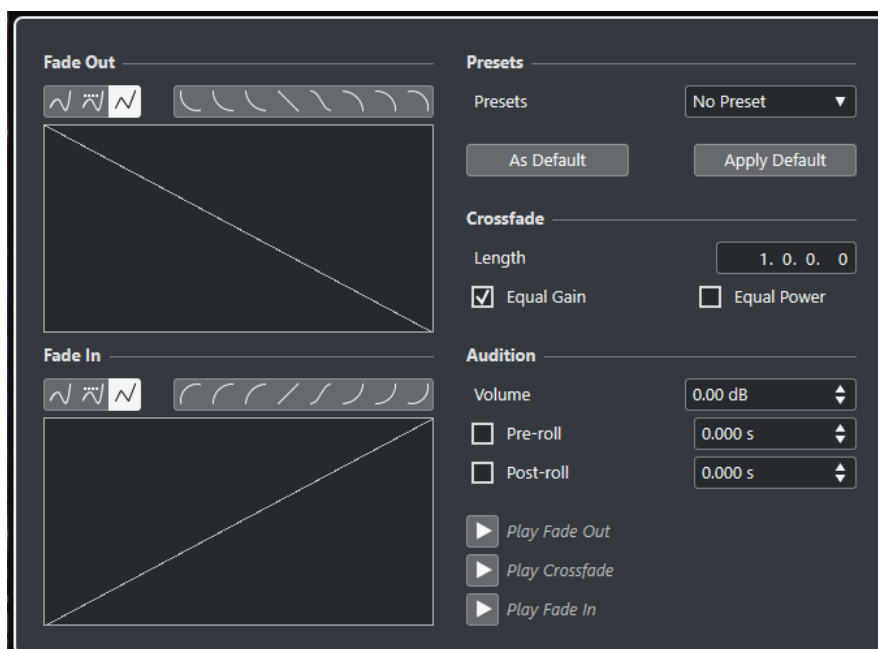 Fade Out
Fade In
Presets
Presets No Preset
As Default Apply Default
Crossfade
Length 1. 0. 0. 0
Equal Gain Equal Power
Audition
Volume 0.00 dB
Pre-roll 0.000 s
Post-roll 0.000 s
Play Fade Out
Play Crossfade
Play Fade In